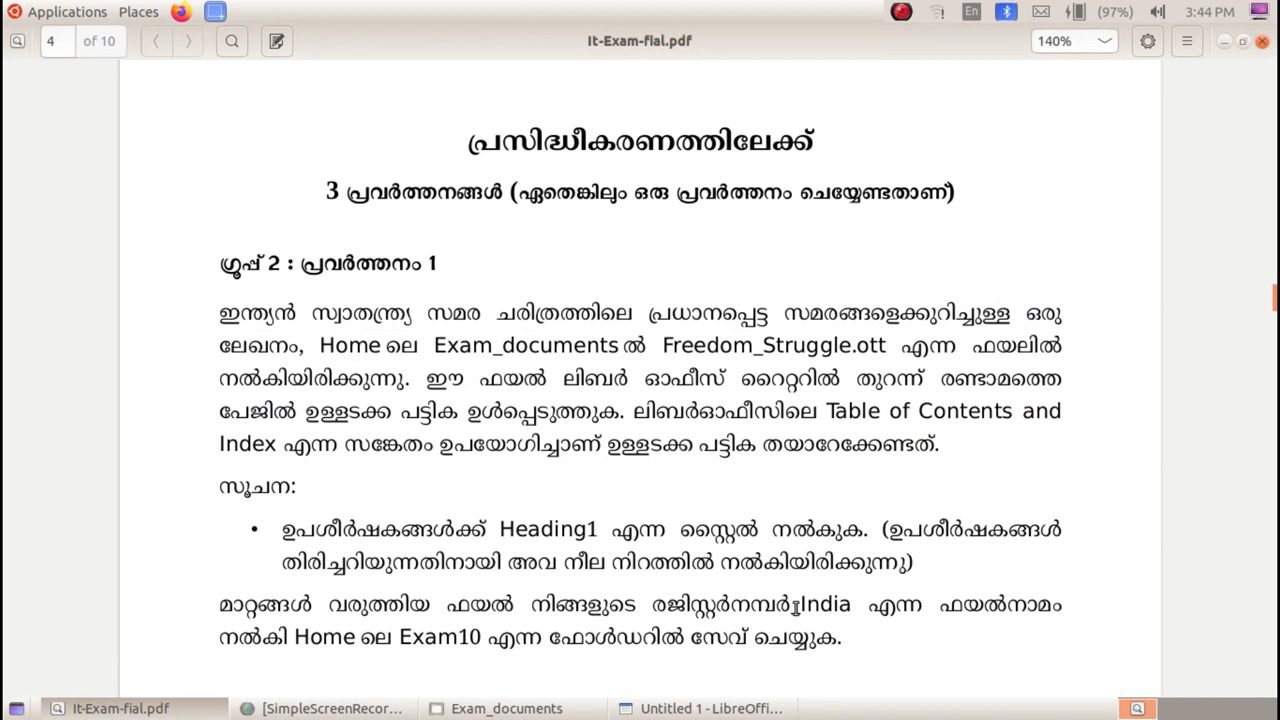 Applications Places En (97%) 3:44 PM
4 of 10 It-Exam-fial.pdf 140%
പ്രസിദ്ധീകരണത്തിലേക്ക്
3 പ്രവർത്തനങ്ങൾ (ഏതെങ്കിലും ഒരു പ്രവർത്തനം ചെയ്യേണ്ടതാണ്)
ഗ്രൂപ്പ് 2 : പ്രവർത്തനം 1
ഇന്ത്യൻ സ്വാതന്ത്ര്യ സമര ചരിത്രത്തിലെ പ്രധാനപ്പെട്ട സമരങ്ങളെക്കുറിച്ചുള്ള ഒരു
ലേഖനം, Home ലെ Exam_documents ൽ Freedom_Struggle.ott എന്ന ഫയലിൽ
നൽകിയിരിക്കുന്നു. ഈ ഫയൽ ലിബർ ഓഫീസ് റൈറ്ററിൽ തുറന്ന് രണ്ടാമത്തെ
പേജിൽ ഉള്ളടക്ക പട്ടിക ഉൾപ്പെടുത്തുക. ലിബർഓഫീസിലെ Table of Contents and
Index എന്ന സങ്കേതം ഉപയോഗിച്ചാണ് ഉള്ളടക്ക പട്ടിക തയാറേക്കേണ്ടത്.
സൂചന:
• ഉപശീർഷകങ്ങൾക്ക് Heading1 എന്ന സ്റ്റൈൽ നൽകുക. (ഉപശീർഷകങ്ങൾ
തിരിച്ചറിയുന്നതിനായി അവ നീല നിറത്തിൽ നൽകിയിരിക്കുന്നു)
മാറ്റങ്ങൾ വരുത്തിയ ഫയൽ നിങ്ങളുടെ രജിസ്റ്റർനമ്പർ_India എന്ന ഫയൽനാമം
നൽകി Home ലെ Exam10 എന്ന ഫോൾഡറിൽ സേവ് ചെയ്യുക.
It-Exam-fial.pdf [SimpleScreenRecor... Exam_documents Untitled 1 - LibreOffi...